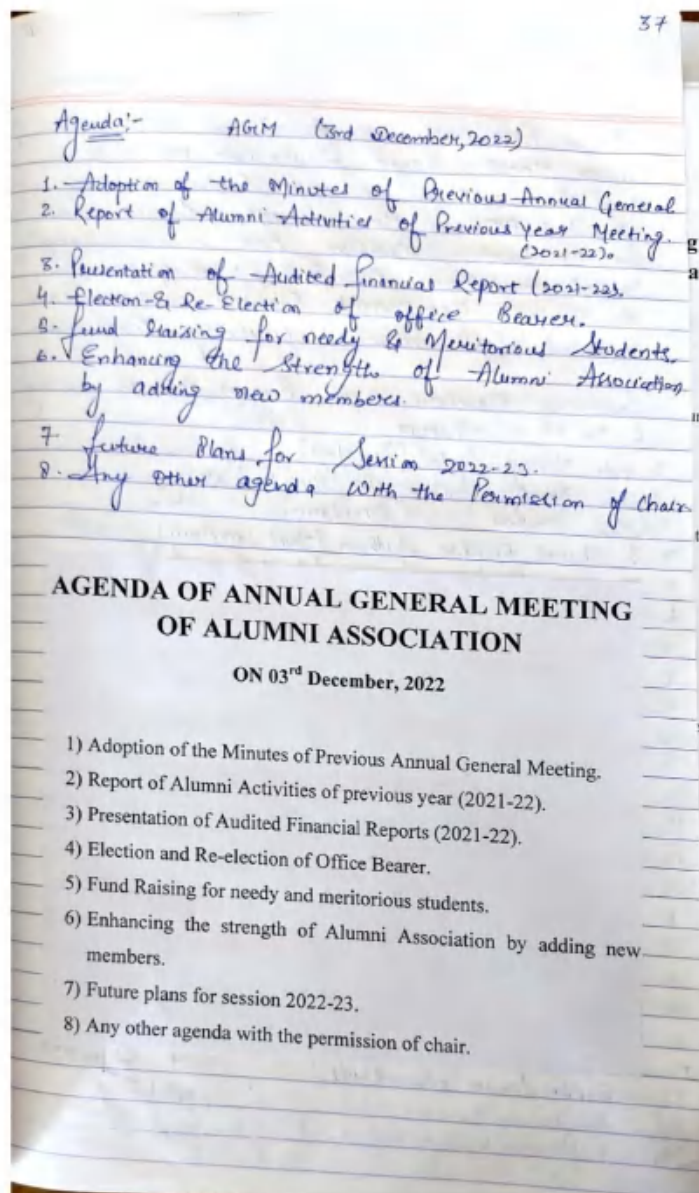 37
Agenda:- AGM (3rd December, 2022)
1. Adoption of the Minutes of Previous Annual General
2. Report of Alumni Activities of Previous year Meeting.
(2021-22).
3. Presentation of Audited financial Report (2021-22).
4. Election & Re-Election of office Bearer.
5. fund Raising for needy & Meritorious Students.
6. Enhancing the Strength of Alumni Association
by adding new members.
7. future Plans for Session 2022-23.
8. Any other agenda with the Permission of Chair
AGENDA OF ANNUAL GENERAL MEETING
OF ALUMNI ASSOCIATION
ON 03rd December, 2022
1) Adoption of the Minutes of Previous Annual General Meeting.
2) Report of Alumni Activities of previous year (2021-22).
3) Presentation of Audited Financial Reports (2021-22).
4) Election and Re-election of Office Bearer.
5) Fund Raising for needy and meritorious students.
6) Enhancing the strength of Alumni Association by adding new
members.
7) Future plans for session 2022-23.
8) Any other agenda with the permission of chair.